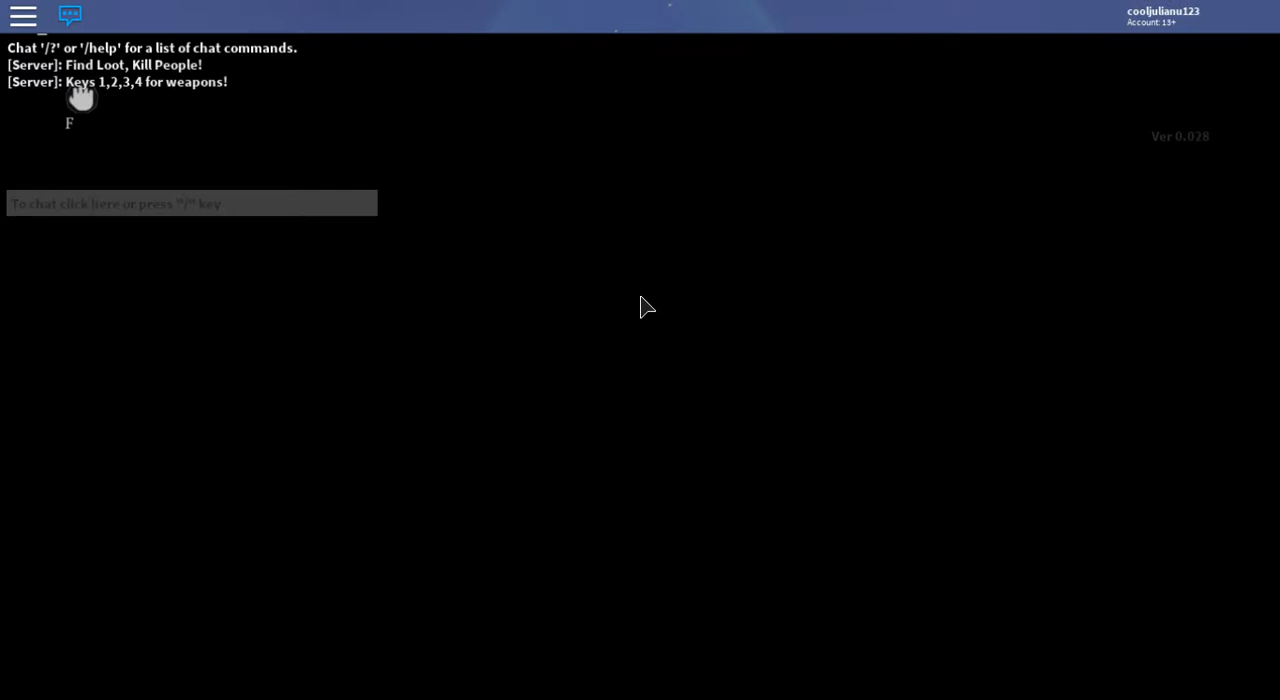 cooljulianu123
Account: 13+
Chat '/?' or '/help' for a list of chat commands.
[Server]: Find Loot, Kill People!
[Server]: Keys 1,2,3,4 for weapons!
F
Ver 0.028
To chat click here or press "/" key